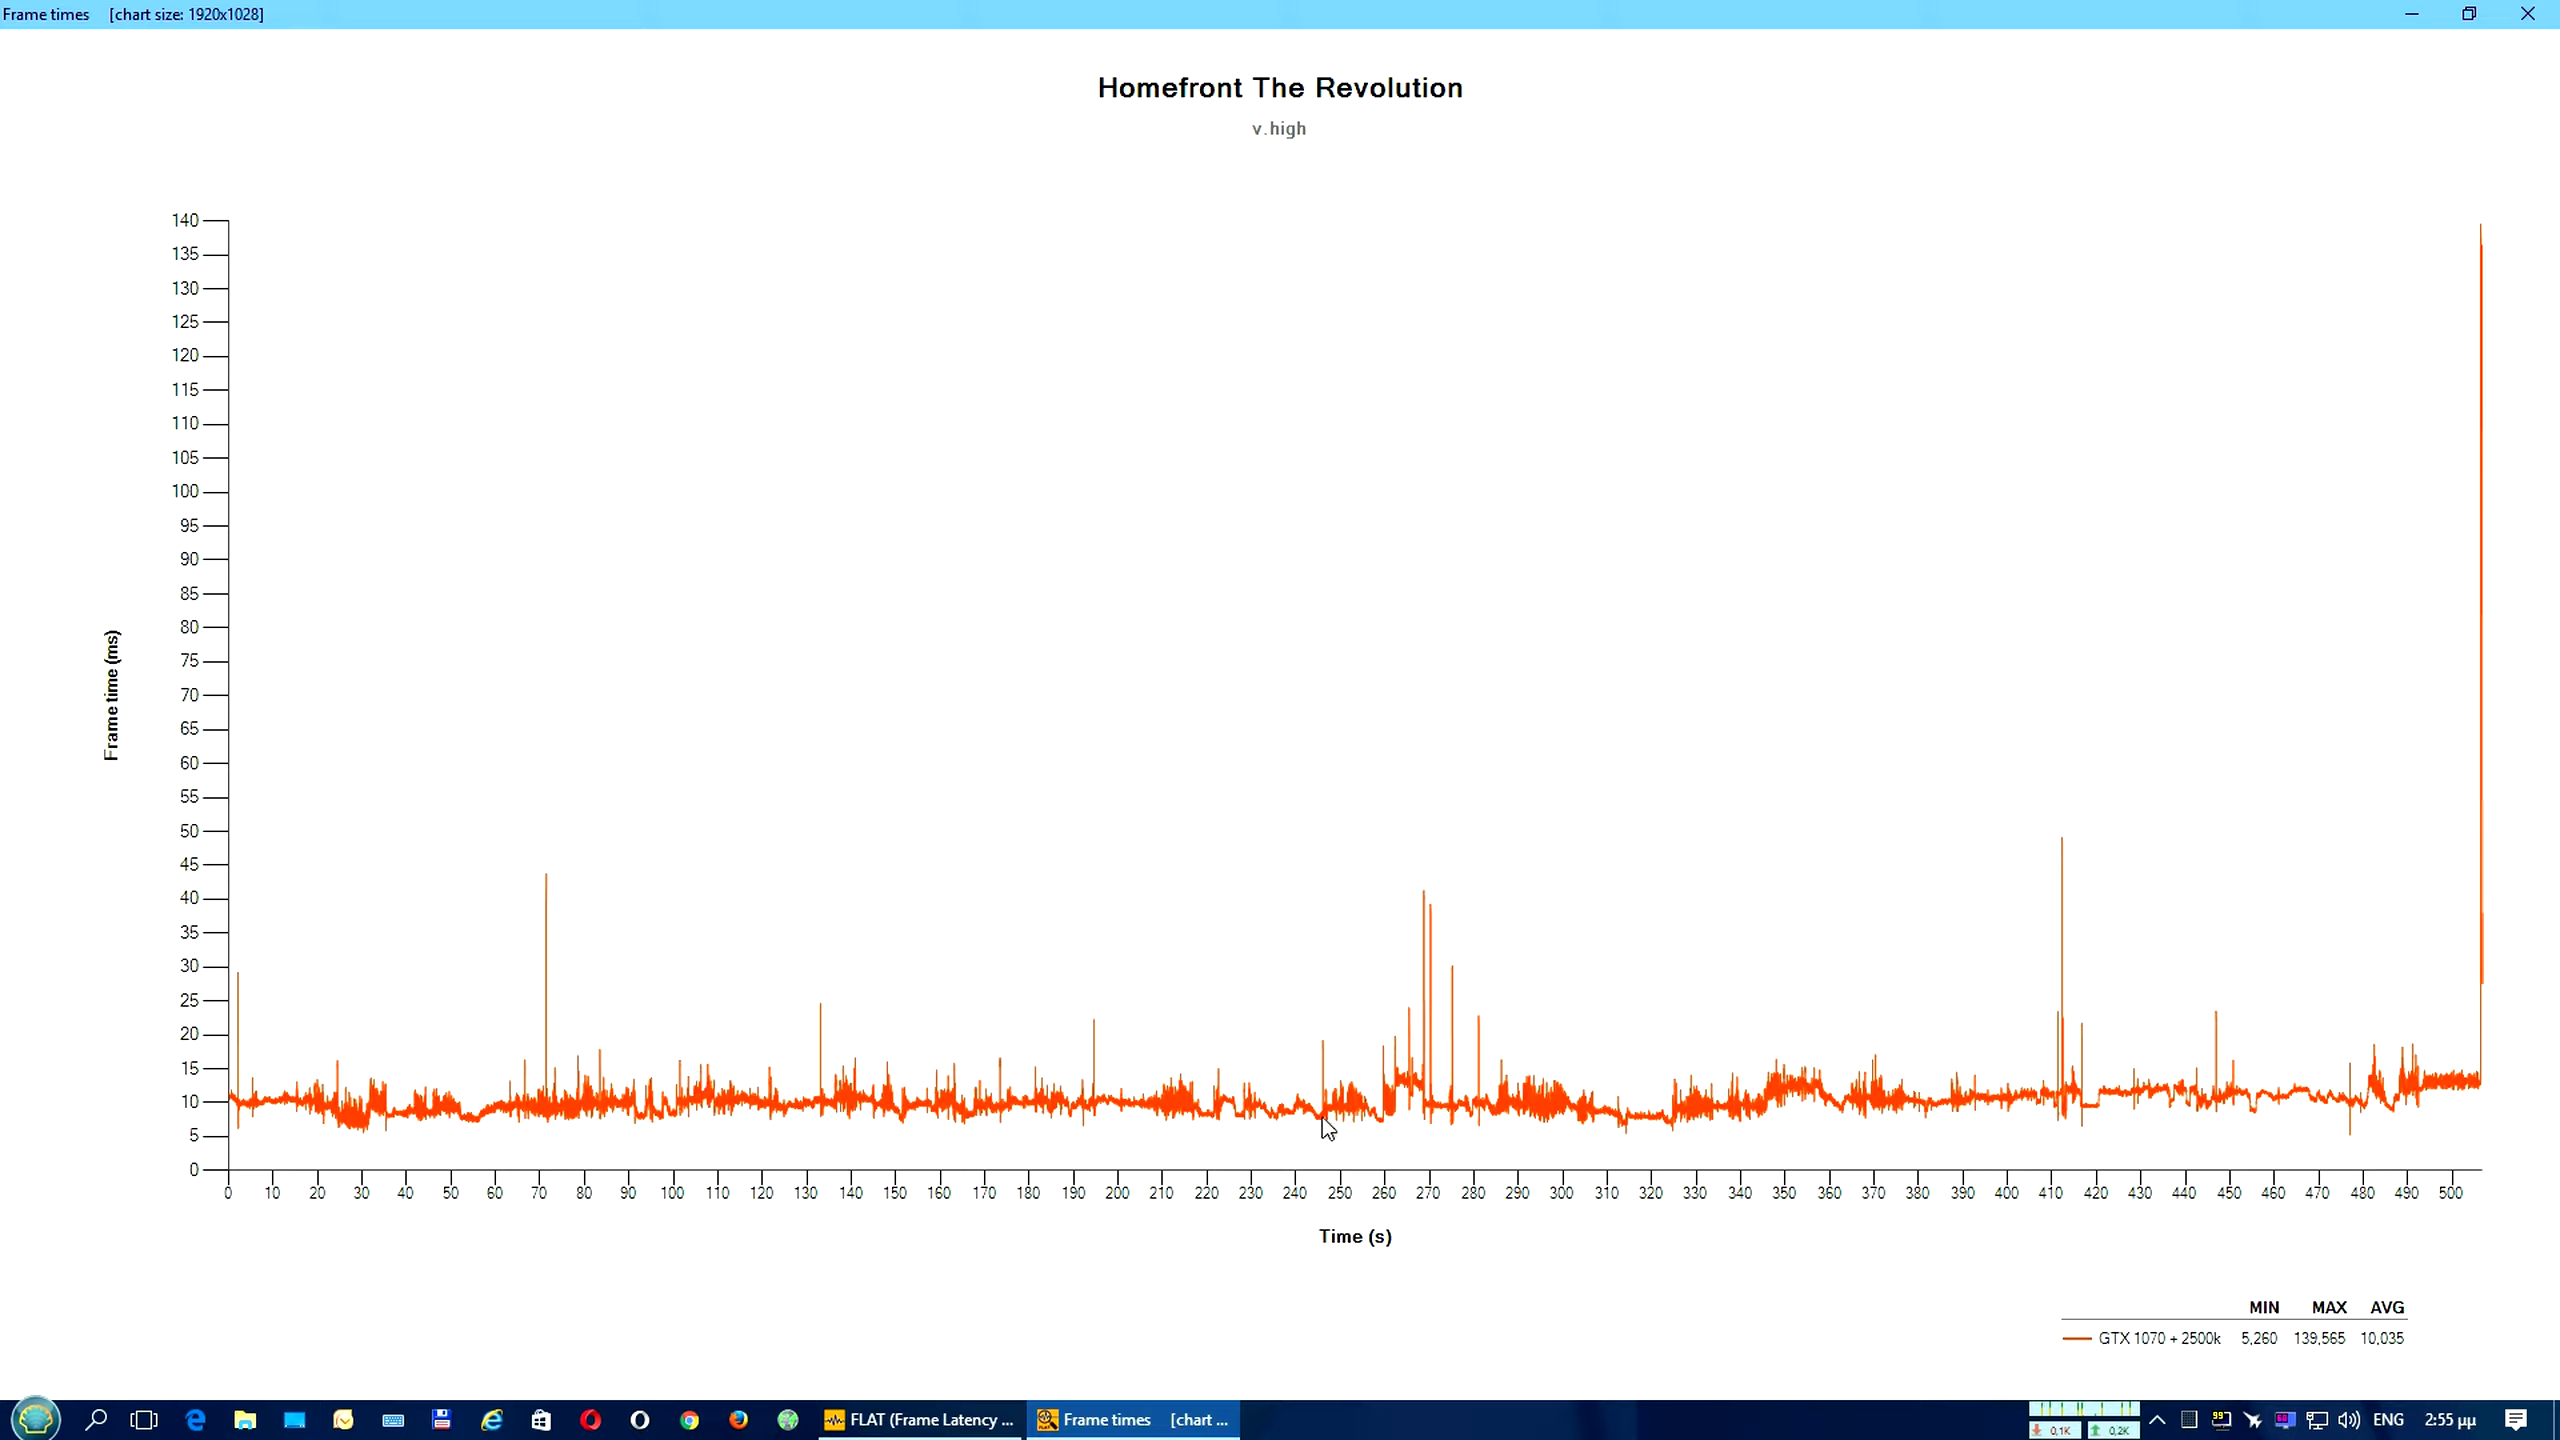 Frame times [chart size: 1920x1028]
Homefront The Revolution
v.high
140
135
130
125
120
115
110
105
100
95
90
85
80
75
70
65
60
55
50
45
40
35
30
25
20
15
10
5
0
Frame time (ms)
0 10 20 30 40 50 60 70 80 90 100 110 120 130 140 150 160 170 180 190 200 210 220 230 240 250 260 270 280 290 300 310 320 330 340 350 360 370 380 390 400 410 420 430 440 450 460 470 480 490 500
Time (s)
MIN MAX AVG
GTX 1070 + 2500k 5,260 139,565 10,035
FLAT (Frame Latency ...
Frame times [chart ...
0,1K 0,2K
99
ENG
2:55 μμ